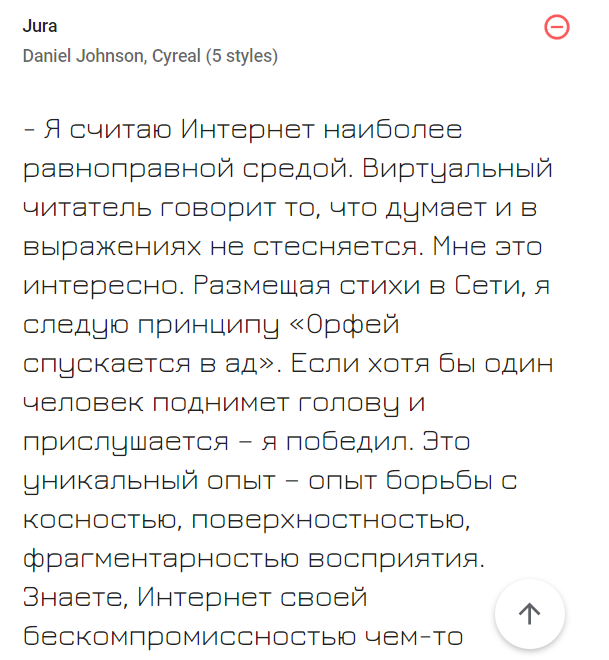 Jura
Daniel Johnson, Cyreal (5 styles)
- Я считаю Интернет наиболее
равноправной средой. Виртуальный
читатель говорит то, что думает и в
выражениях не стесняется. Мне это
интересно. Размещая стихи в Сети, я
следую принципу «Орфей
спускается в ад». Если хотя бы один
человек поднимет голову и
прислушается – я победил. Это
уникальный опыт – опыт борьбы с
косностью, поверхностностью,
фрагментарностью восприятия.
Знаете, Интернет своей
бескомпромиссностью чем-то